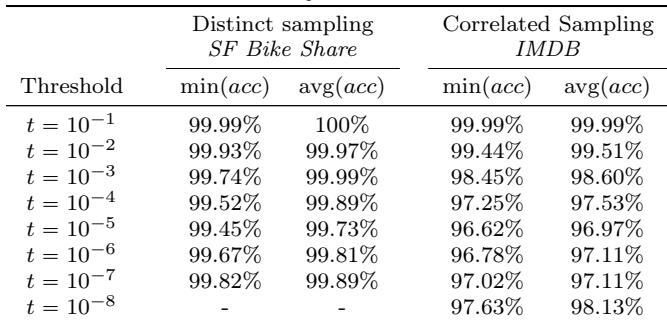 Distinct sampling Correlated Sampling
SF Bike Share IMDB
Threshold min(acc) avg(acc) min(acc) avg(acc)
t = 10⁻¹ 99.99% 100% 99.99% 99.99%
t = 10⁻² 99.93% 99.97% 99.44% 99.51%
t = 10⁻³ 99.74% 99.99% 98.45% 98.60%
t = 10⁻⁴ 99.52% 99.89% 97.25% 97.53%
t = 10⁻⁵ 99.45% 99.73% 96.62% 96.97%
t = 10⁻⁶ 99.67% 99.81% 96.78% 97.11%
t = 10⁻⁷ 99.82% 99.89% 97.02% 97.11%
t = 10⁻⁸ - - 97.63% 98.13%